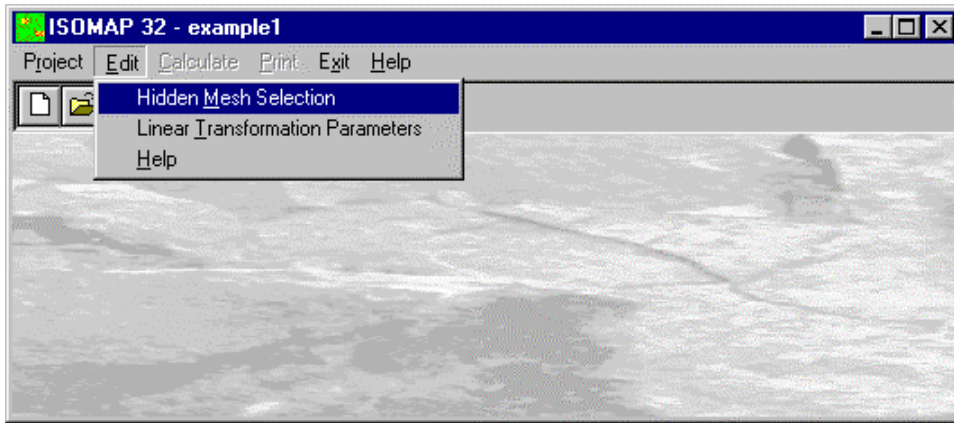 ISOMAP 32 - example1
Project Edit Calculate Print Exit Help
Hidden Mesh Selection
Linear Transformation Parameters
Help